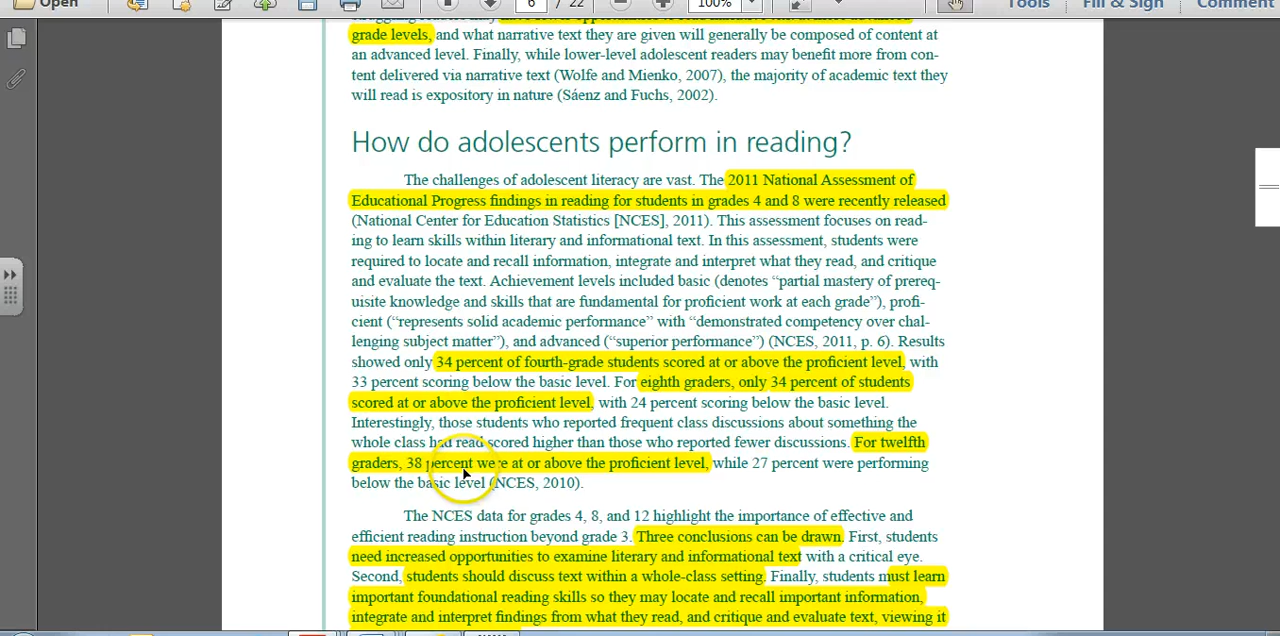 Open
6 / 22
100%
Tools
Fill & Sign
Comment
grade levels, and what narrative text they are given will generally be composed of content at
an advanced level. Finally, while lower-level adolescent readers may benefit more from con-
tent delivered via narrative text (Wolfe and Mienko, 2007), the majority of academic text they
will read is expository in nature (Sáenz and Fuchs, 2002).
How do adolescents perform in reading?
The challenges of adolescent literacy are vast. The 2011 National Assessment of
Educational Progress findings in reading for students in grades 4 and 8 were recently released
(National Center for Education Statistics [NCES], 2011). This assessment focuses on read-
ing to learn skills within literary and informational text. In this assessment, students were
required to locate and recall information, integrate and interpret what they read, and critique
and evaluate the text. Achievement levels included basic (denotes “partial mastery of prereq-
uisite knowledge and skills that are fundamental for proficient work at each grade”), profi-
cient (“represents solid academic performance” with “demonstrated competency over chal-
lenging subject matter”), and advanced (“superior performance”) (NCES, 2011, p. 6). Results
showed only 34 percent of fourth-grade students scored at or above the proficient level, with
33 percent scoring below the basic level. For eighth graders, only 34 percent of students
scored at or above the proficient level, with 24 percent scoring below the basic level.
Interestingly, those students who reported frequent class discussions about something the
whole class had read scored higher than those who reported fewer discussions. For twelfth
graders, 38 percent were at or above the proficient level, while 27 percent were performing
below the basic level (NCES, 2010).
The NCES data for grades 4, 8, and 12 highlight the importance of effective and
efficient reading instruction beyond grade 3. Three conclusions can be drawn. First, students
need increased opportunities to examine literary and informational text with a critical eye.
Second, students should discuss text within a whole-class setting. Finally, students must learn
important foundational reading skills so they may locate and recall important information,
integrate and interpret findings from what they read, and critique and evaluate text, viewing it